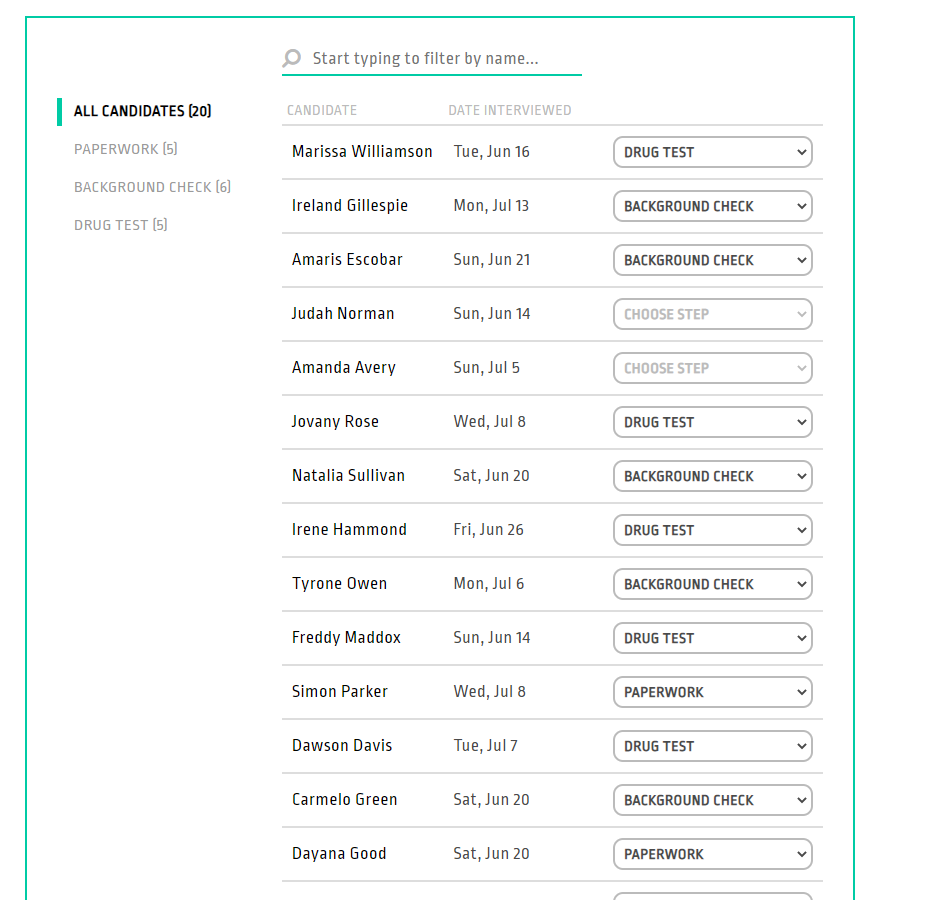 Start typing to filter by name...
ALL CANDIDATES (20)
PAPERWORK (5)
BACKGROUND CHECK (6)
DRUG TEST (5)
CANDIDATE DATE INTERVIEWED
Marissa Williamson Tue, Jun 16 DRUG TEST
Ireland Gillespie Mon, Jul 13 BACKGROUND CHECK
Amaris Escobar Sun, Jun 21 BACKGROUND CHECK
Judah Norman Sun, Jun 14 CHOOSE STEP
Amanda Avery Sun, Jul 5 CHOOSE STEP
Jovany Rose Wed, Jul 8 DRUG TEST
Natalia Sullivan Sat, Jun 20 BACKGROUND CHECK
Irene Hammond Fri, Jun 26 DRUG TEST
Tyrone Owen Mon, Jul 6 BACKGROUND CHECK
Freddy Maddox Sun, Jun 14 DRUG TEST
Simon Parker Wed, Jul 8 PAPERWORK
Dawson Davis Tue, Jul 7 DRUG TEST
Carmelo Green Sat, Jun 20 BACKGROUND CHECK
Dayana Good Sat, Jun 20 PAPERWORK